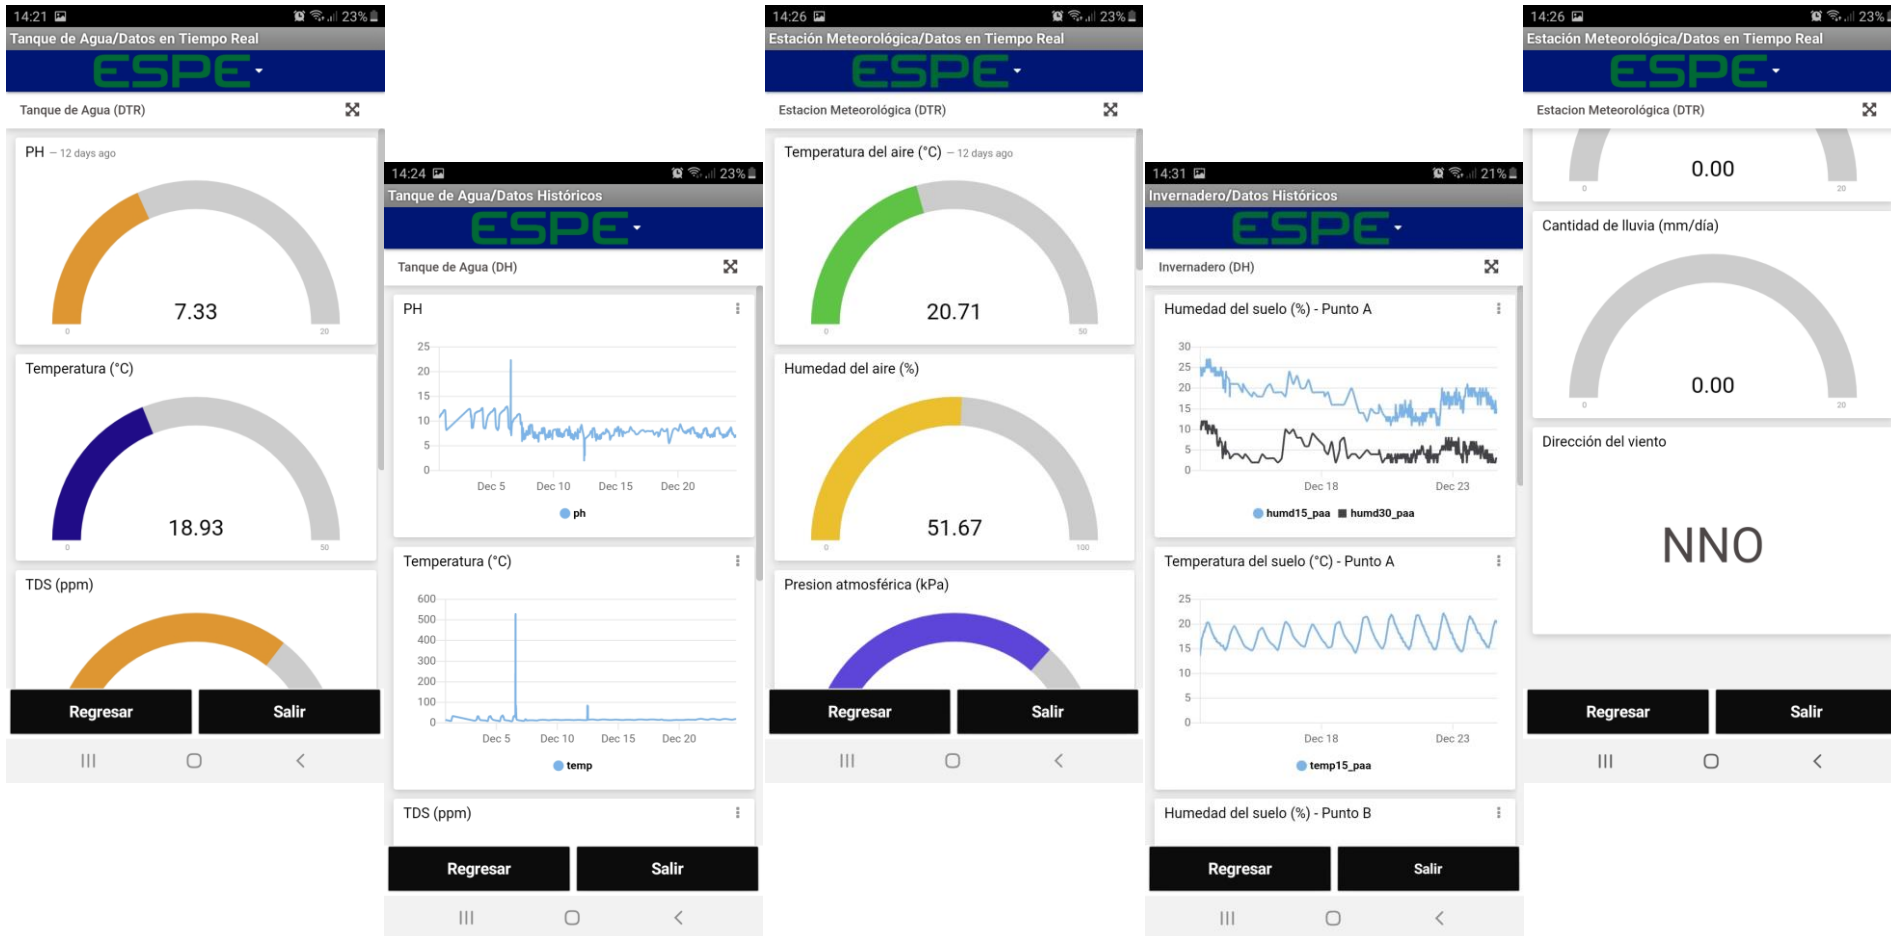 14:21 23%
Tanque de Agua/Datos en Tiempo Real
ESPE
Tanque de Agua (DTR)
PH – 12 days ago
7.33
0 20
Temperatura (°C)
18.93
0 50
TDS (ppm)
Regresar Salir
14:24 23%
Tanque de Agua/Datos Históricos
ESPE
Tanque de Agua (DH)
PH
25
20
15
10
5
0
Dec 5 Dec 10 Dec 15 Dec 20
ph
Temperatura (°C)
600
500
400
300
200
100
0
Dec 5 Dec 10 Dec 15 Dec 20
temp
TDS (ppm)
Regresar Salir
14:26 23%
Estación Meteorológica/Datos en Tiempo Real
ESPE
Estacion Meteorológica (DTR)
Temperatura del aire (°C) – 12 days ago
20.71
0 50
Humedad del aire (%)
51.67
0 100
Presion atmosférica (kPa)
Regresar Salir
14:31 21%
Invernadero/Datos Históricos
ESPE
Invernadero (DH)
Humedad del suelo (%) - Punto A
30
25
20
15
10
5
0
Dec 18 Dec 23
humd15_paa humd30_paa
Temperatura del suelo (°C) - Punto A
25
20
15
10
5
0
Dec 18 Dec 23
temp15_paa
Humedad del suelo (%) - Punto B
Regresar Salir
14:26 23%
Estación Meteorológica/Datos en Tiempo Real
ESPE
Estacion Meteorológica (DTR)
0.00
0 20
Cantidad de lluvia (mm/día)
0.00
0 20
Dirección del viento
NNO
Regresar Salir